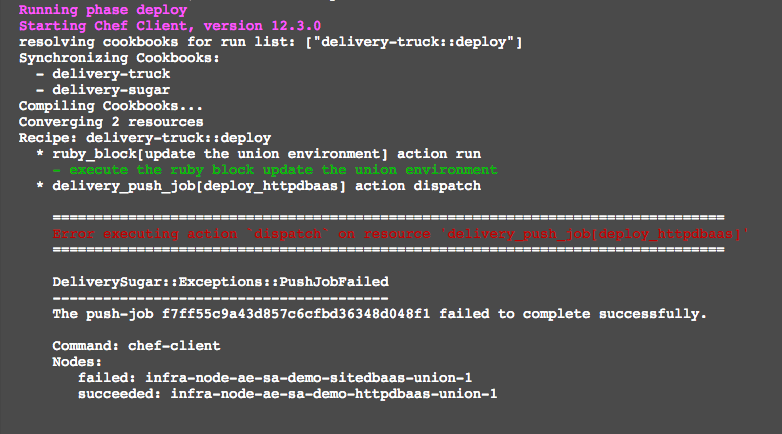 Running phase deploy
Starting Chef Client, version 12.3.0
resolving cookbooks for run list: ["delivery-truck::deploy"]
Synchronizing Cookbooks:
  - delivery-truck
  - delivery-sugar
Compiling Cookbooks...
Converging 2 resources
Recipe: delivery-truck::deploy
  * ruby_block[update the union environment] action run
    - execute the ruby block update the union environment
  * delivery_push_job[deploy_httpdbaas] action dispatch
    ================================================================================
    Error executing action `dispatch` on resource 'delivery_push_job[deploy_httpdbaas]'
    ================================================================================
    DeliverySugar::Exceptions::PushJobFailed
    ----------------------------------------
    The push-job f7ff55c9a43d857c6cfbd36348d048f1 failed to complete successfully.
    Command: chef-client
    Nodes:
       failed: infra-node-ae-sa-demo-sitedbaas-union-1
       succeeded: infra-node-ae-sa-demo-httpdbaas-union-1